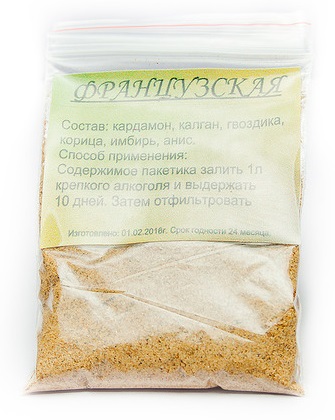 ФРАНЦУЗСКАЯ
Состав: кардамон, калган, гвоздика,
корица, имбирь, анис.
Способ применения:
Содержимое пакетика залить 1л
крепкого алкоголя и выдержать
10 дней. Затем отфильтровать
Изготовлено: 01.02.2016г. Срок годности 24 месяца.